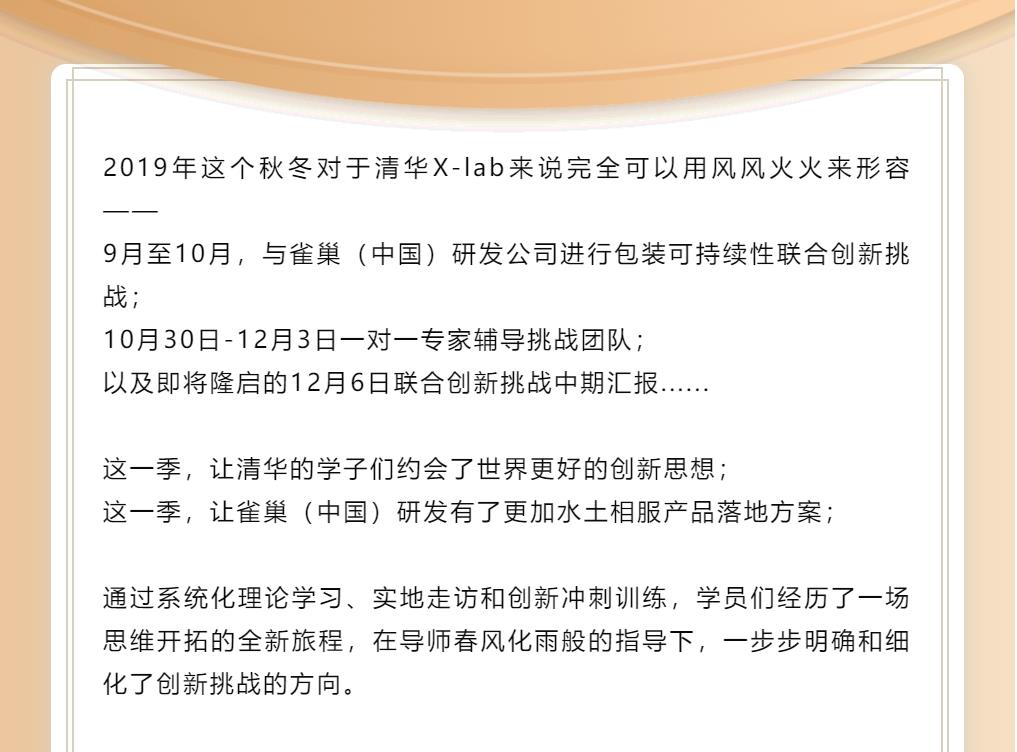 2019年这个秋冬对于清华X-lab来说完全可以用风风火火来形容
——
9月至10月，与雀巢（中国）研发公司进行包装可持续性联合创新挑
战；
10月30日-12月3日一对一专家辅导挑战团队；
以及即将隆启的12月6日联合创新挑战中期汇报……
这一季，让清华的学子们约会了世界更好的创新思想；
这一季，让雀巢（中国）研发有了更加水土相服产品落地方案；
通过系统化理论学习、实地走访和创新冲刺训练，学员们经历了一场
思维开拓的全新旅程，在导师春风化雨般的指导下，一步步明确和细
化了创新挑战的方向。